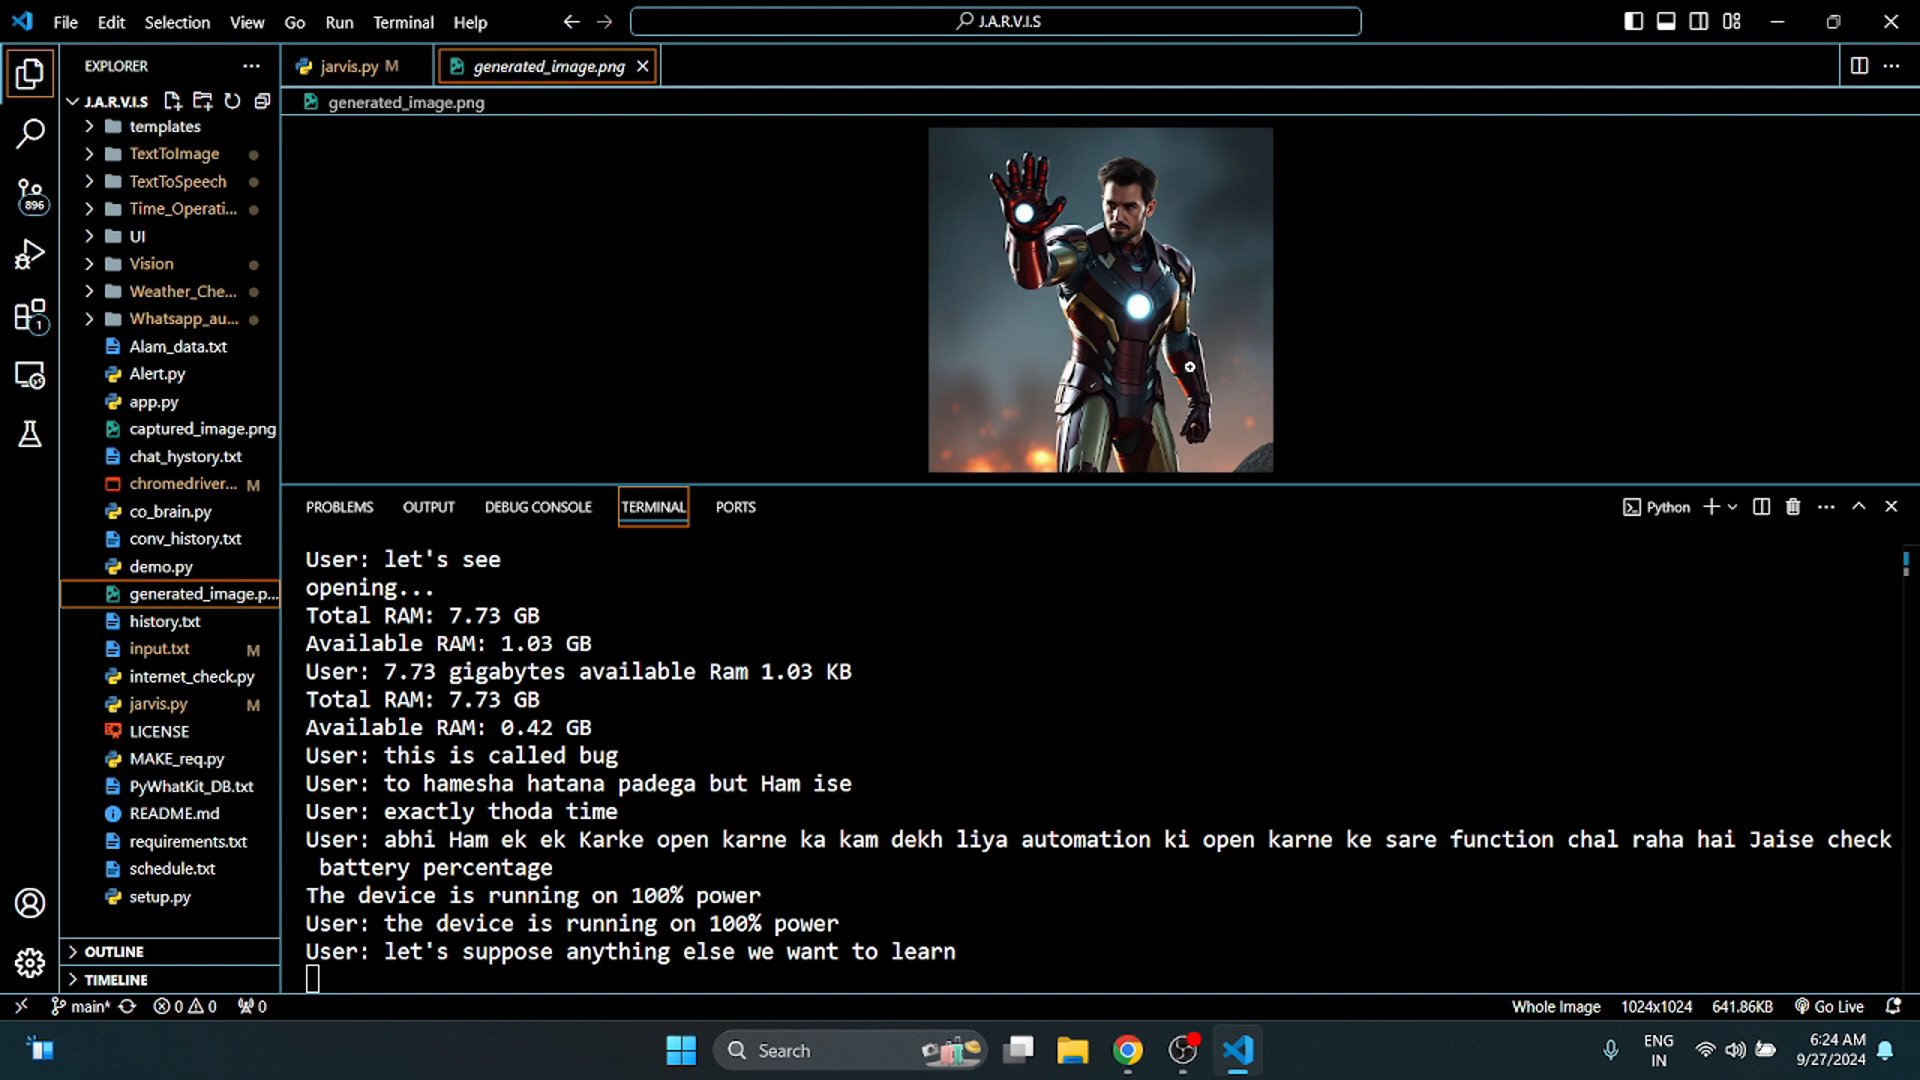 File Edit Selection View Go Run Terminal Help
J.A.R.V.I.S
EXPLORER
J.A.R.V.I.S
templates
TextToImage
TextToSpeech
Time_Operati...
UI
Vision
Weather_Che...
Whatsapp_au...
Alam_data.txt
Alert.py
app.py
captured_image.png
chat_hystory.txt
chromedriver... M
co_brain.py
conv_history.txt
demo.py
generated_image.p...
history.txt
input.txt M
internet_check.py
jarvis.py M
LICENSE
MAKE_req.py
PyWhatKit_DB.txt
README.md
requirements.txt
schedule.txt
setup.py
OUTLINE
TIMELINE
896
1
jarvis.py M
generated_image.png
generated_image.png
PROBLEMS OUTPUT DEBUG CONSOLE TERMINAL PORTS
Python
User: let's see
opening...
Total RAM: 7.73 GB
Available RAM: 1.03 GB
User: 7.73 gigabytes available Ram 1.03 KB
Total RAM: 7.73 GB
Available RAM: 0.42 GB
User: this is called bug
User: to hamesha hatana padega but Ham ise
User: exactly thoda time
User: abhi Ham ek ek Karke open karne ka kam dekh liya automation ki open karne ke sare function chal raha hai Jaise check
battery percentage
The device is running on 100% power
User: the device is running on 100% power
User: let's suppose anything else we want to learn
main* 0 0 0
Whole Image 1024x1024 641.86KB Go Live
Search
ENG
IN
6:24 AM
9/27/2024